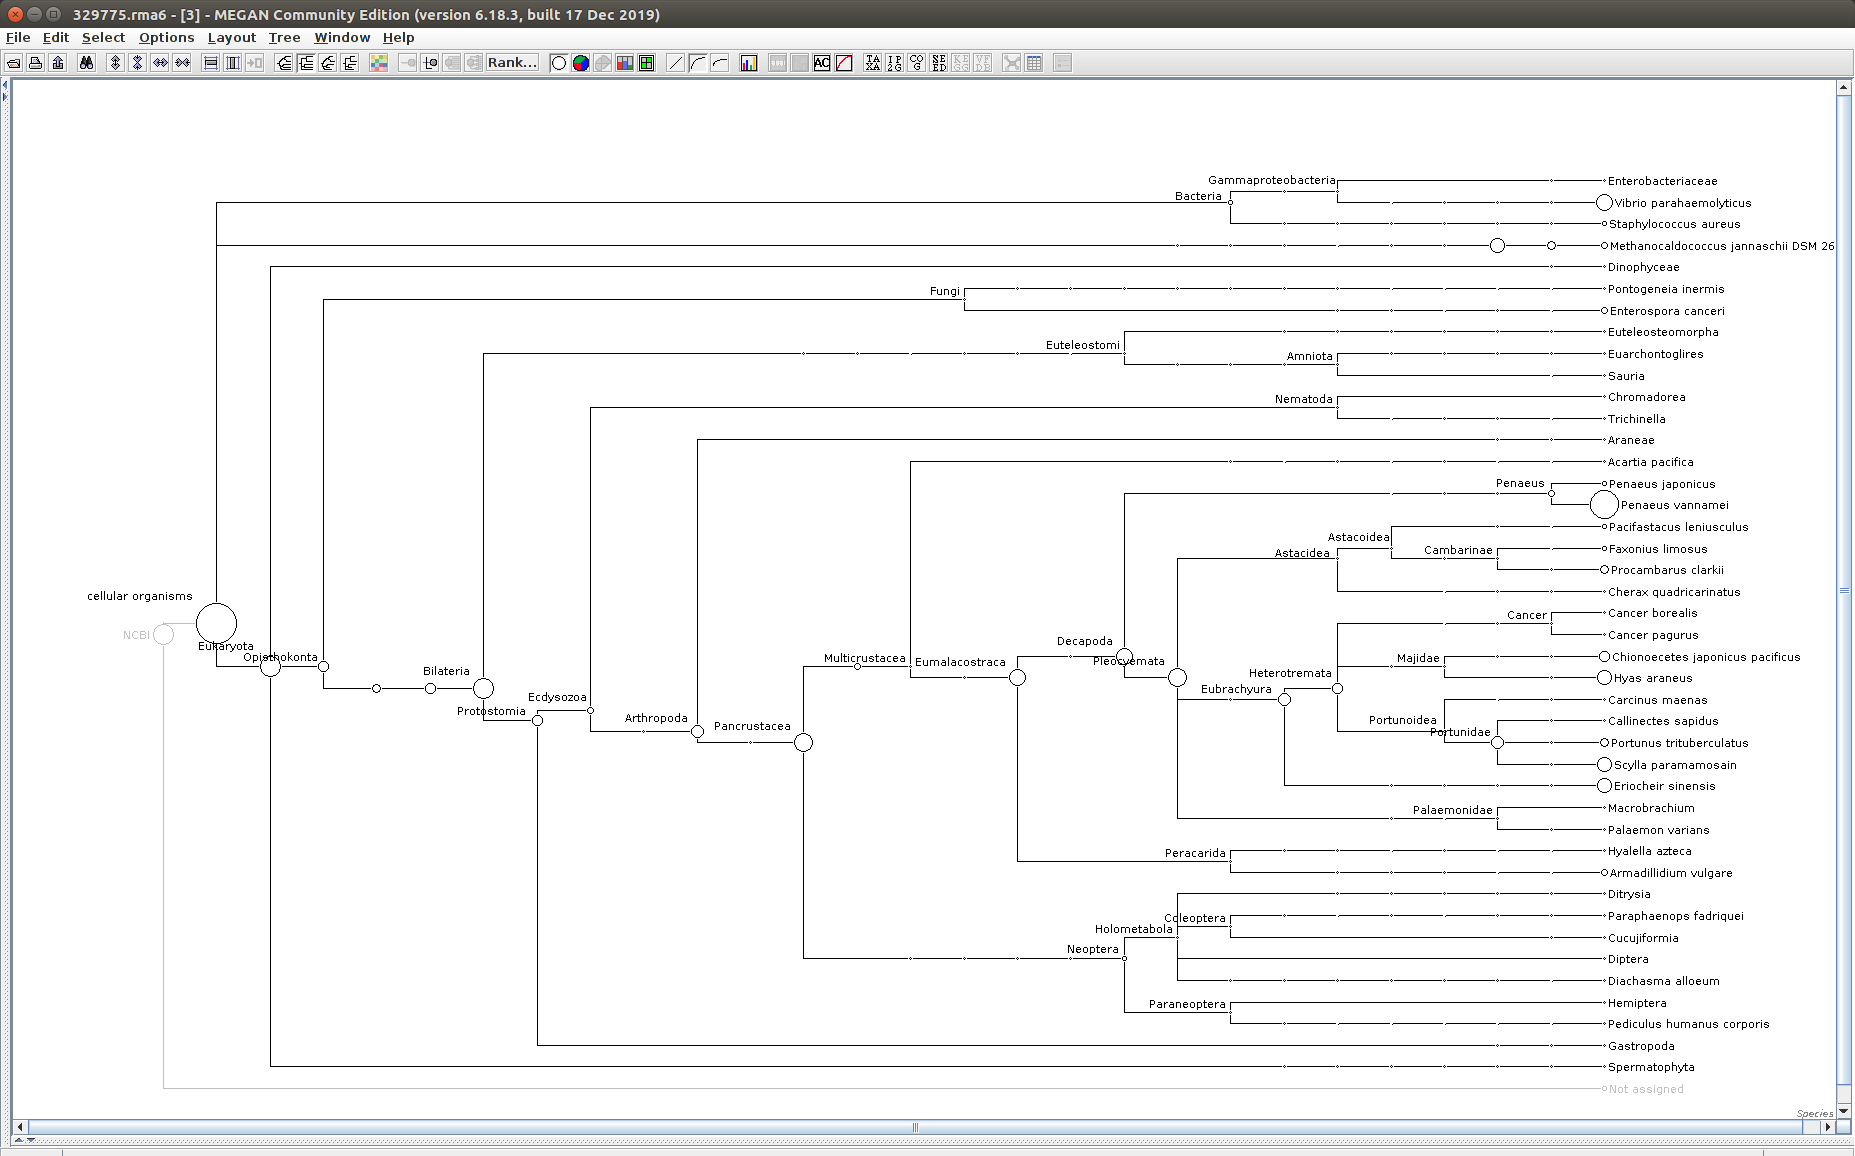 329775.rma6 - [3] - MEGAN Community Edition (version 6.18.3, built 17 Dec 2019)
File Edit Select Options Layout Tree Window Help
Rank... AC TAXA IP2G COG SEED KEGG VFDB
Enterobacteriaceae
Gammaproteobacteria
Bacteria
Vibrio parahaemolyticus
Staphylococcus aureus
Methanocaldococcus jannaschii DSM 26
Dinophyceae
Fungi
Pontogeneia inermis
Enterospora canceri
Euteleosteomorpha
Euteleostomi
Amniota
Euarchontoglires
Sauria
Nematoda
Chromadorea
Trichinella
Araneae
Acartia pacifica
Penaeus
Penaeus japonicus
Penaeus vannamei
Pacifastacus leniusculus
Astacoidea
Astacidea
Cambarinae
Faxonius limosus
Procambarus clarkii
Cherax quadricarinatus
cellular organisms
NCBI
Eukaryota
Opisthokonta
Cancer
Cancer borealis
Cancer pagurus
Decapoda
Pleocyemata
Multicrustacea
Eumalacostraca
Majidae
Chionoecetes japonicus pacificus
Hyas araneus
Bilateria
Heterotremata
Eubrachyura
Ecdysozoa
Protostomia
Carcinus maenas
Arthropoda
Pancrustacea
Portunoidea
Portunidae
Callinectes sapidus
Portunus trituberculatus
Scylla paramamosain
Eriocheir sinensis
Palaemonidae
Macrobrachium
Palaemon varians
Peracarida
Hyalella azteca
Armadillidium vulgare
Ditrysia
Coleoptera
Paraphaenops fadriquei
Holometabola
Cucujiformia
Neoptera
Diptera
Diachasma alloeum
Paraneoptera
Hemiptera
Pediculus humanus corporis
Gastropoda
Spermatophyta
Not assigned
Species